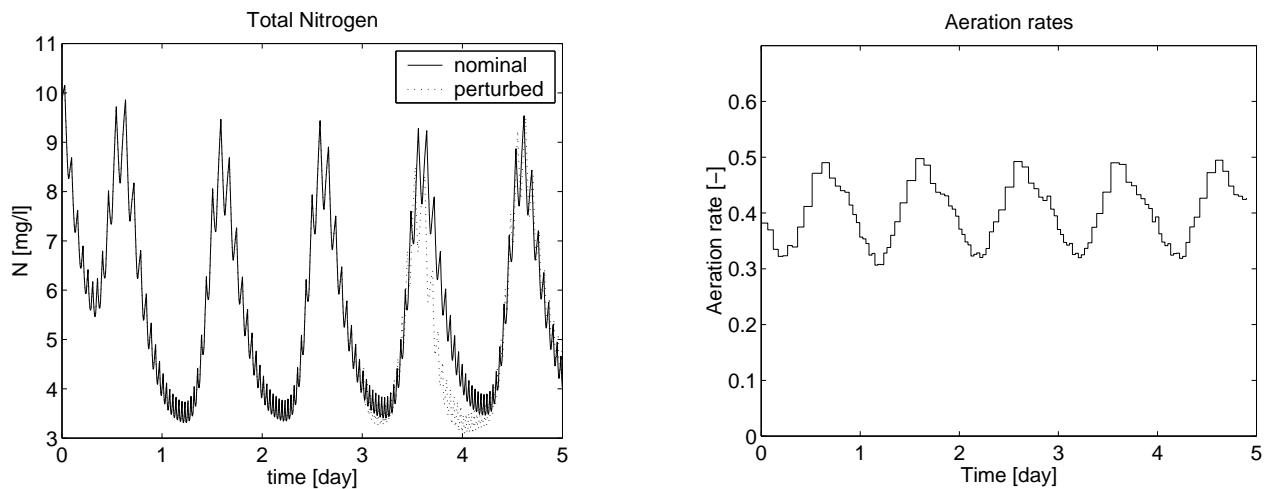 Total Nitrogen
nominal
perturbed
11
10
9
8
7
6
5
4
3
N [mg/l]
0 1 2 3 4 5
time [day]
Aeration rates
0.6
0.5
0.4
0.3
0.2
0.1
0
Aeration rate [−]
0 1 2 3 4 5
Time [day]